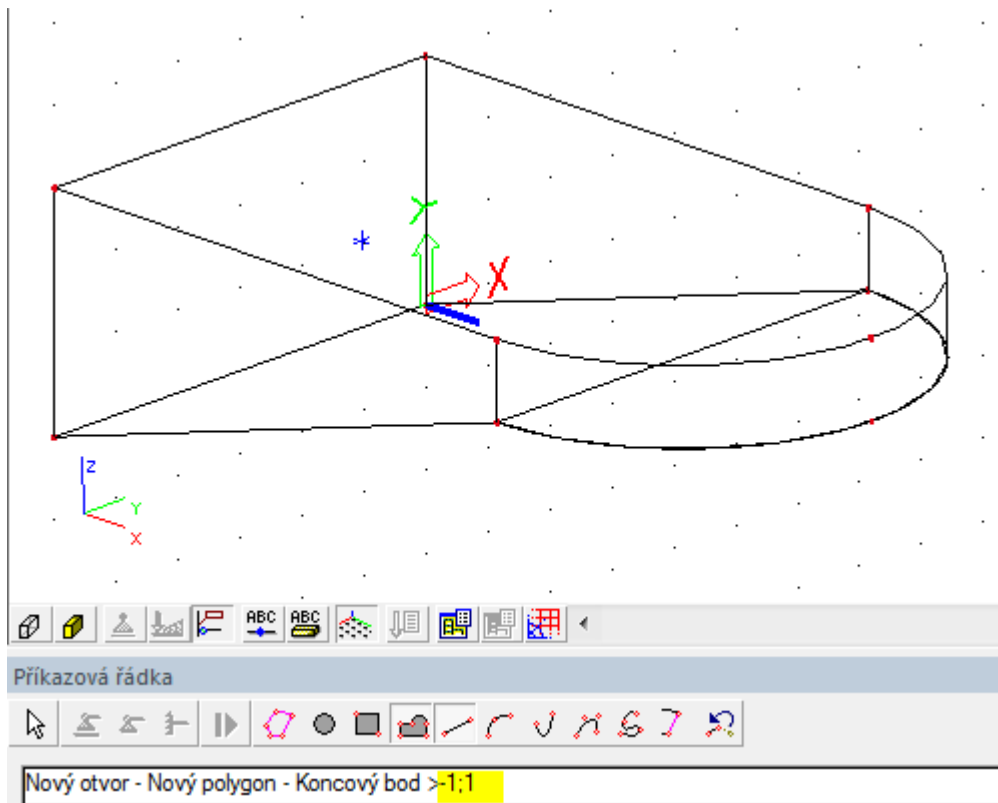 Y
X
Z
Y
X
ABC
ABC
Příkazová řádka
Nový otvor - Nový polygon - Koncový bod >-1;1